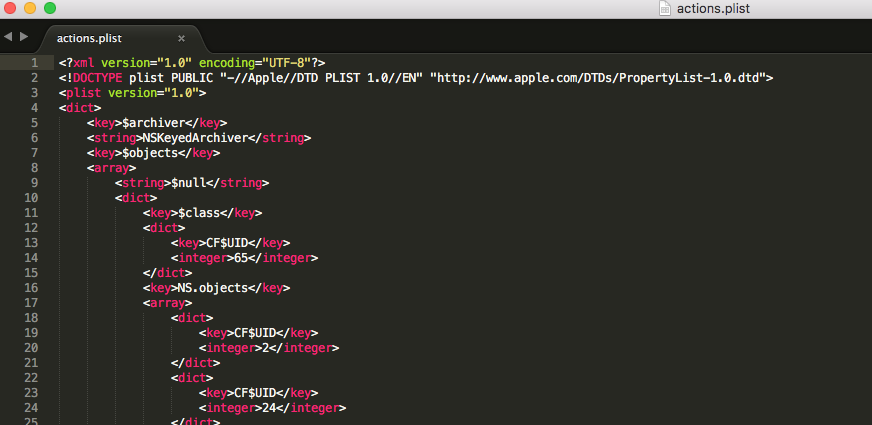 actions.plist
actions.plist ×
1 <?xml version="1.0" encoding="UTF-8"?>
2 <!DOCTYPE plist PUBLIC "-//Apple//DTD PLIST 1.0//EN" "http://www.apple.com/DTDs/PropertyList-1.0.dtd">
3 <plist version="1.0">
4 <dict>
5 <key>$archiver</key>
6 <string>NSKeyedArchiver</string>
7 <key>$objects</key>
8 <array>
9 <string>$null</string>
10 <dict>
11 <key>$class</key>
12 <dict>
13 <key>CF$UID</key>
14 <integer>65</integer>
15 </dict>
16 <key>NS.objects</key>
17 <array>
18 <dict>
19 <key>CF$UID</key>
20 <integer>2</integer>
21 </dict>
22 <dict>
23 <key>CF$UID</key>
24 <integer>24</integer>
25 </dict>